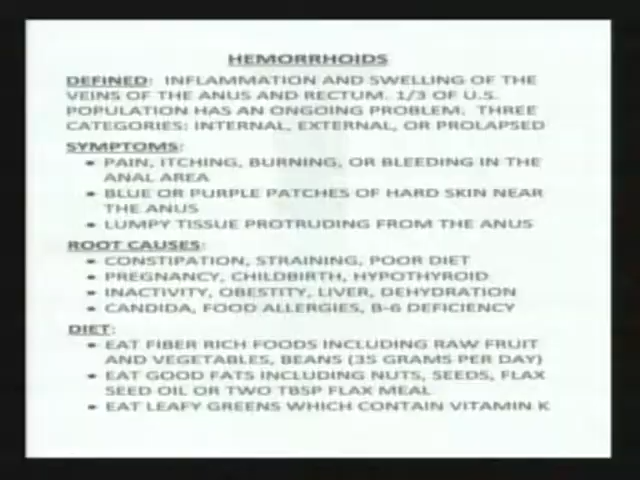 HEMORRHOIDS
DEFINED: INFLAMMATION AND SWELLING OF THE
VEINS OF THE ANUS AND RECTUM. 1/3 OF U.S.
POPULATION HAS AN ONGOING PROBLEM. THREE
CATEGORIES: INTERNAL, EXTERNAL, OR PROLAPSED
SYMPTOMS:
• PAIN, ITCHING, BURNING, OR BLEEDING IN THE
ANAL AREA
• BLUE OR PURPLE PATCHES OF HARD SKIN NEAR
THE ANUS
• LUMPY TISSUE PROTRUDING FROM THE ANUS
ROOT CAUSES:
• CONSTIPATION, STRAINING, POOR DIET
• PREGNANCY, CHILDBIRTH, HYPOTHYROID
• INACTIVITY, OBESTITY, LIVER, DEHYDRATION
• CANDIDA, FOOD ALLERGIES, B-6 DEFICIENCY
DIET:
• EAT FIBER RICH FOODS INCLUDING RAW FRUIT
AND VEGETABLES, BEANS (35 GRAMS PER DAY)
• EAT GOOD FATS INCLUDING NUTS, SEEDS, FLAX
SEED OIL OR TWO TBSP FLAX MEAL
• EAT LEAFY GREENS WHICH CONTAIN VITAMIN K